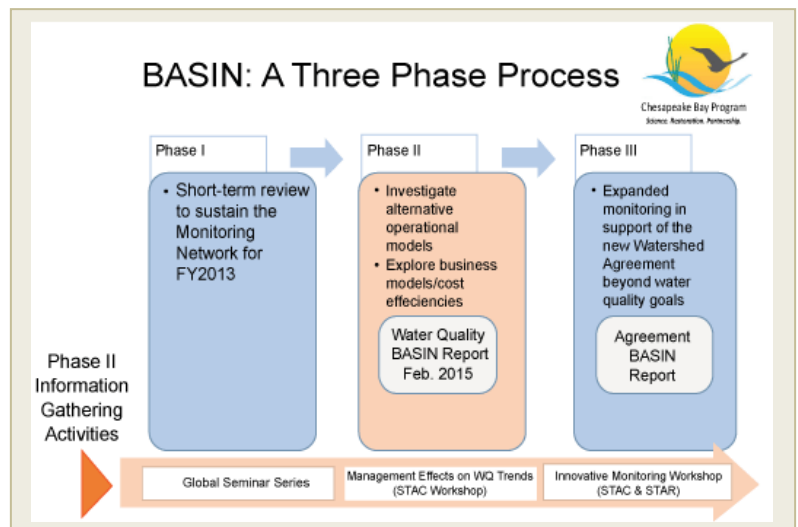 BASIN: A Three Phase Process
Chesapeake Bay Program
Science. Restoration. Partnership.
Phase I
• Short-term review
to sustain the
Monitoring
Network for
FY2013
Phase II
• Investigate
alternative
operational
models
• Explore business
models/cost
effeciencies
Water Quality
BASIN Report
Feb. 2015
Phase III
• Expanded
monitoring in
support of the
new Watershed
Agreement
beyond water
quality goals
Agreement
BASIN
Report
Phase II
Information
Gathering
Activities
Global Seminar Series
Management Effects on WQ Trends
(STAC Workshop)
Innovative Monitoring Workshop
(STAC & STAR)